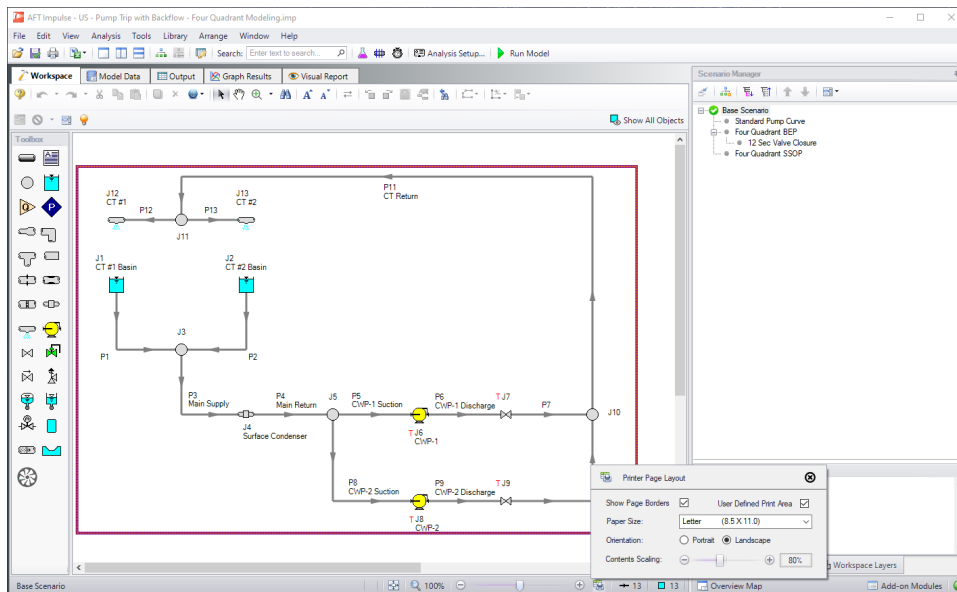 AFT Impulse - US - Pump Trip with Backflow - Four Quadrant Modeling.imp
File Edit View Analysis Tools Library Arrange Window Help
Search: Enter text to search... Analysis Setup... Run Model
Workspace Model Data Output Graph Results Visual Report
Show All Objects
Toolbox
Scenario Manager
Base Scenario
Standard Pump Curve
Four Quadrant BEP
12 Sec Valve Closure
Four Quadrant SSOP
P11
CT Return
J12
CT #1
J13
CT #2
P12 P13
J11
J1
CT #1 Basin
J2
CT #2 Basin
J3
P1 P2
P3
Main Supply
P4
Main Return
J5
P5
CWP-1 Suction
P6
CWP-1 Discharge
T J7
P7
J10
J4
Surface Condenser
T J6
CWP-1
P8
CWP-2 Suction
P9
CWP-2 Discharge
T J9
T J8
CWP-2
Printer Page Layout
Show Page Borders User Defined Print Area
Paper Size: Letter (8.5 X 11.0)
Orientation: Portrait Landscape
Contents Scaling: 80%
Workspace Layers
Base Scenario 100% 13 13 Overview Map Add-on Modules